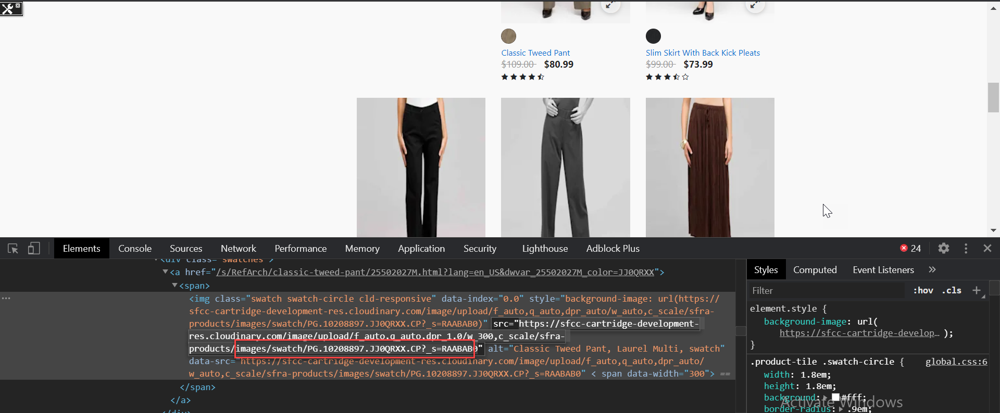 Classic Tweed Pant
$109.00 $80.99
Slim Skirt With Back Kick Pleats
$99.00 $73.99
Elements Console Sources Network Performance Memory Application Security Lighthouse Adblock Plus 24
<div class="swatches">
<a href="/s/RefArch/classic-tweed-pant/25502027M.html?lang=en_US&dwvar_25502027M_color=JJ0QRXX">
<span>
<img class="swatch swatch-circle cld-responsive" data-index="0.0" style="background-image: url(https://
sfcc-cartridge-development-res.cloudinary.com/image/upload/f_auto,q_auto,dpr_auto/w_auto,c_scale/sfra-
products/images/swatch/PG.10208897.JJ0QRXX.CP?_s=RAABAB0)" src="https://sfcc-cartridge-development-
res.cloudinary.com/image/upload/f_auto,q_auto,dpr_1.0/w_300,c_scale/sfra-
products/images/swatch/PG.10208897.JJ0QRXX.CP?_s=RAABAB0" alt="Classic Tweed Pant, Laurel Multi, swatch"
data-src="https://sfcc-cartridge-development-res.cloudinary.com/image/upload/f_auto,q_auto,dpr_auto/
w_auto,c_scale/sfra-products/images/swatch/PG.10208897.JJ0QRXX.CP?_s=RAABAB0" < span data-width="300"> ==
</span>
</a>
</div>
Styles Computed Event Listeners »
Filter :hov .cls +
element.style {
background-image: url(
https://sfcc-cartridge-develop… );
}
.product-tile .swatch-circle { global.css:6
width: 1.8em;
height: 1.8em;
background: #fff;
border-radius: .9em;
Activate Windows